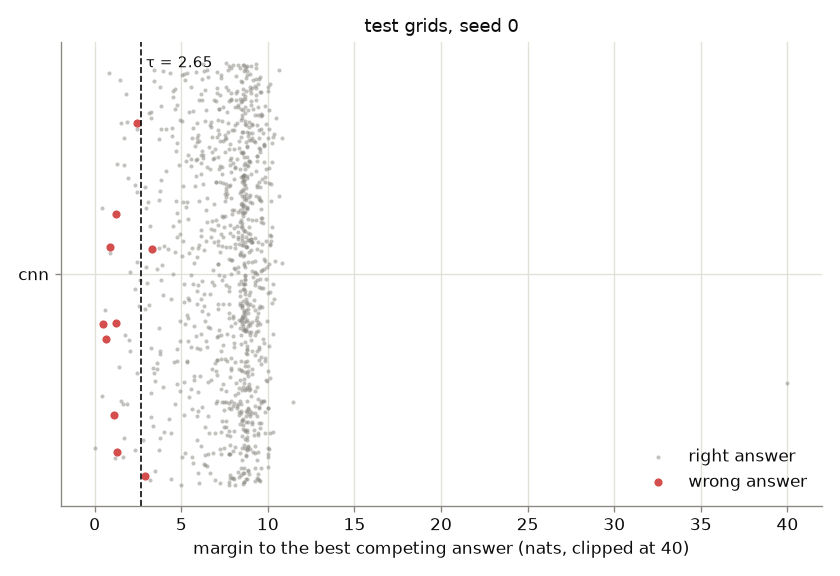 test grids, seed 0
τ = 2.65
cnn
right answer
wrong answer
0 5 10 15 20 25 30 35 40
margin to the best competing answer (nats, clipped at 40)